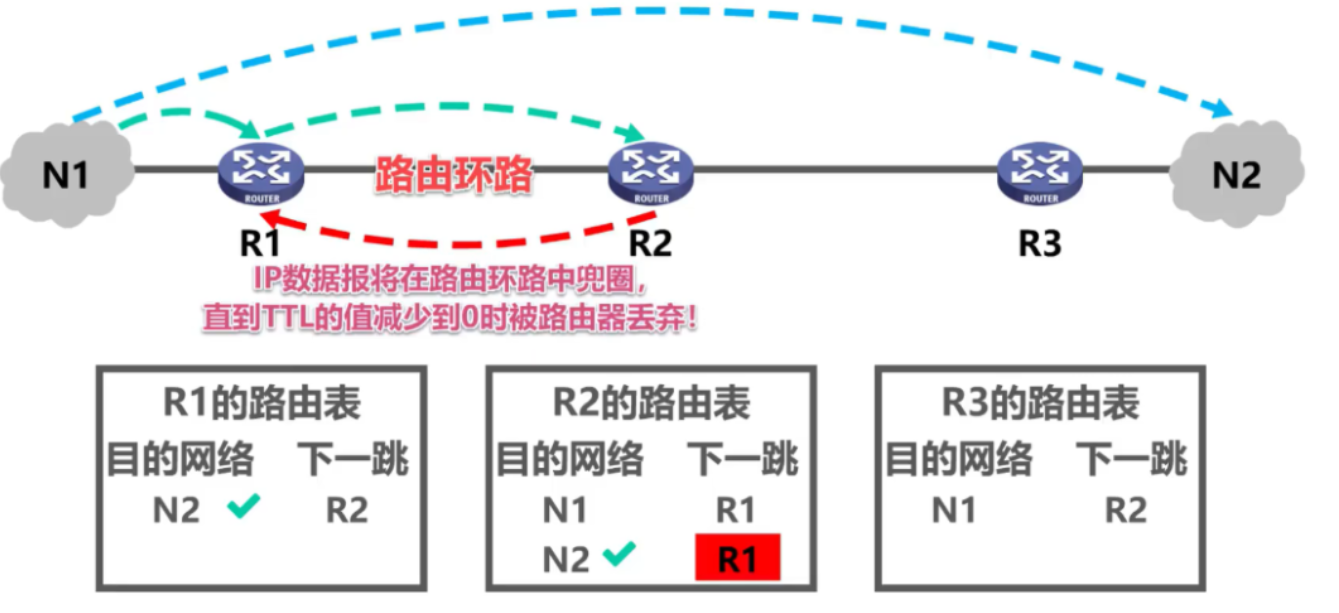 N1
ROUTER
路由环路
ROUTER
ROUTER
N2
R1
R2
R3
IP数据报将在路由环路中兜圈，
直到TTL的值减少到0时被路由器丢弃！
R1的路由表
目的网络 下一跳
N2 R2
R2的路由表
目的网络 下一跳
N1 R1
N2 R1
R3的路由表
目的网络 下一跳
N1 R2